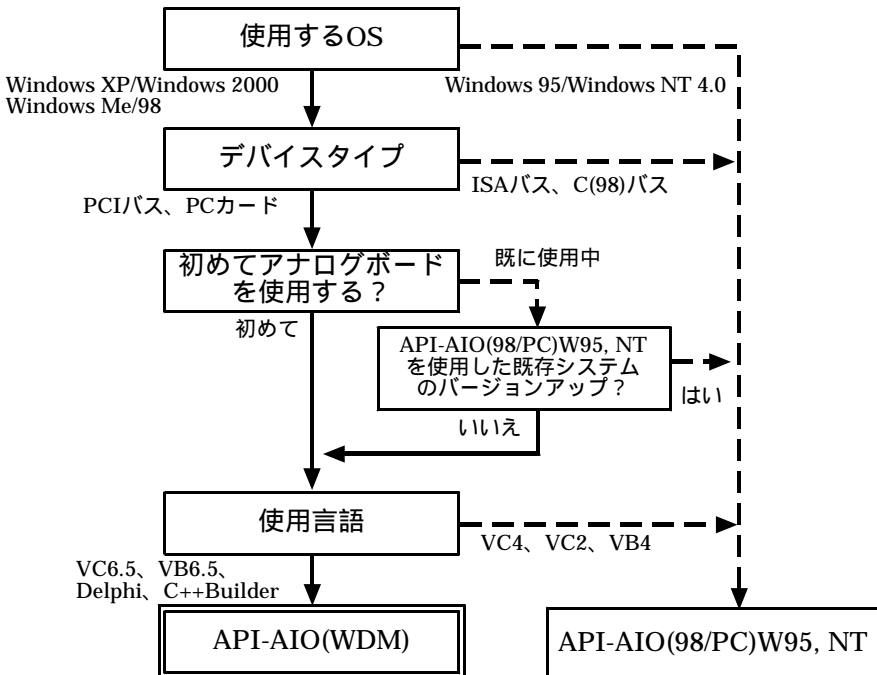 使用するOS
Windows XP/Windows 2000
Windows Me/98
Windows 95/Windows NT 4.0
デバイスタイプ
ISAバス、C(98)バス
PCIバス、PCカード
初めてアナログボード
を使用する？
既に使用中
初めて
API-AIO(98/PC)W95, NT
を使用した既存システム
のバージョンアップ？
はい
いいえ
使用言語
VC4、VC2、VB4
VC6.5、VB6.5、
Delphi、C++Builder
API-AIO(WDM)
API-AIO(98/PC)W95, NT